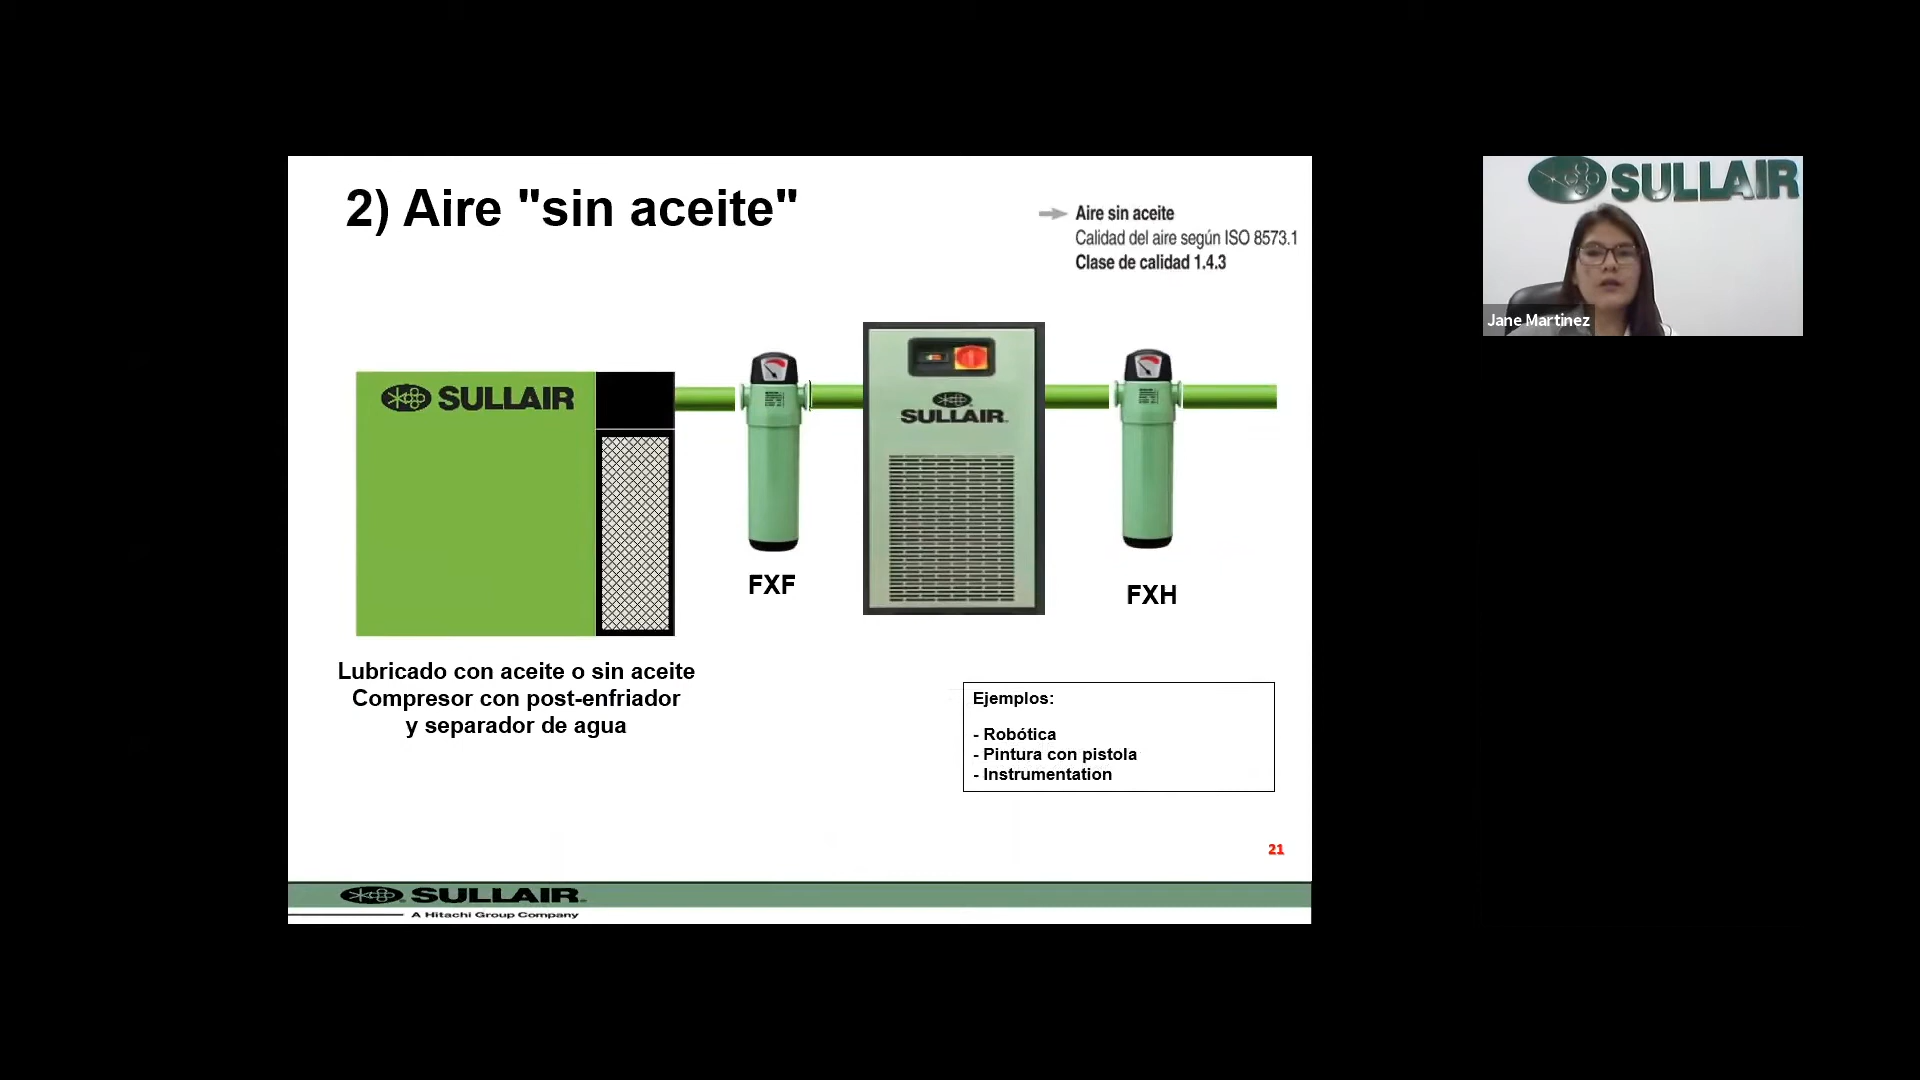 2) Aire "sin aceite"
Aire sin aceite
Calidad del aire según ISO 8573.1
Clase de calidad 1.4.3
SULLAIR
SULLAIR
FXF
FXH
Lubricado con aceite o sin aceite
Compresor con post-enfriador
y separador de agua
Ejemplos:
- Robótica
- Pintura con pistola
- Instrumentation
21
SULLAIR
A Hitachi Group Company
SULLAIR
Jane Martinez